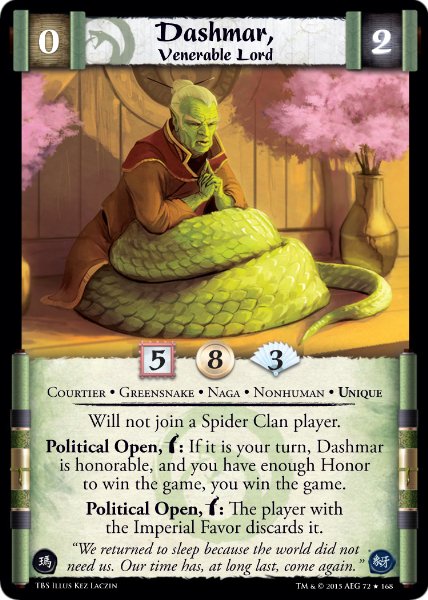 0
Dashmar,
Venerable Lord
2
5
8
3
Courtier • Greensnake • Naga • Nonhuman • Unique
Will not join a Spider Clan player.
Political Open, : If it is your turn, Dashmar
is honorable, and you have enough Honor
to win the game, you win the game.
Political Open, : The player with
the Imperial Favor discards it.
“We returned to sleep because the world did not
need us. Our time has, at long last, come again.”
TBS Illus Kez Laczin
TM & © 2015 AEG 72 ★ 168